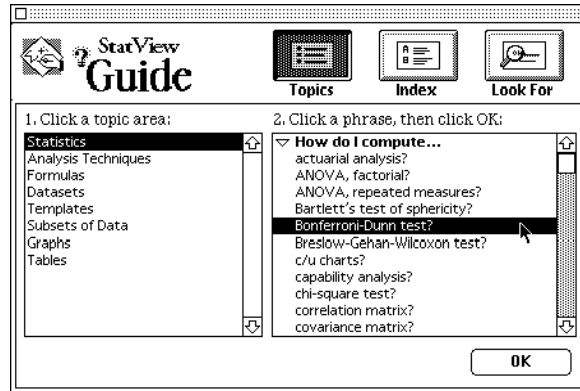 StatView
Guide
Topics
Index
Look For
1. Click a topic area:
Statistics
Analysis Techniques
Formulas
Datasets
Templates
Subsets of Data
Graphs
Tables
2. Click a phrase, then click OK:
How do I compute...
actuarial analysis?
ANOVA, factorial?
ANOVA, repeated measures?
Bartlett's test of sphericity?
Bonferroni-Dunn test?
Breslow-Gehan-Wilcoxon test?
c/u charts?
capability analysis?
chi-square test?
correlation matrix?
covariance matrix?
OK